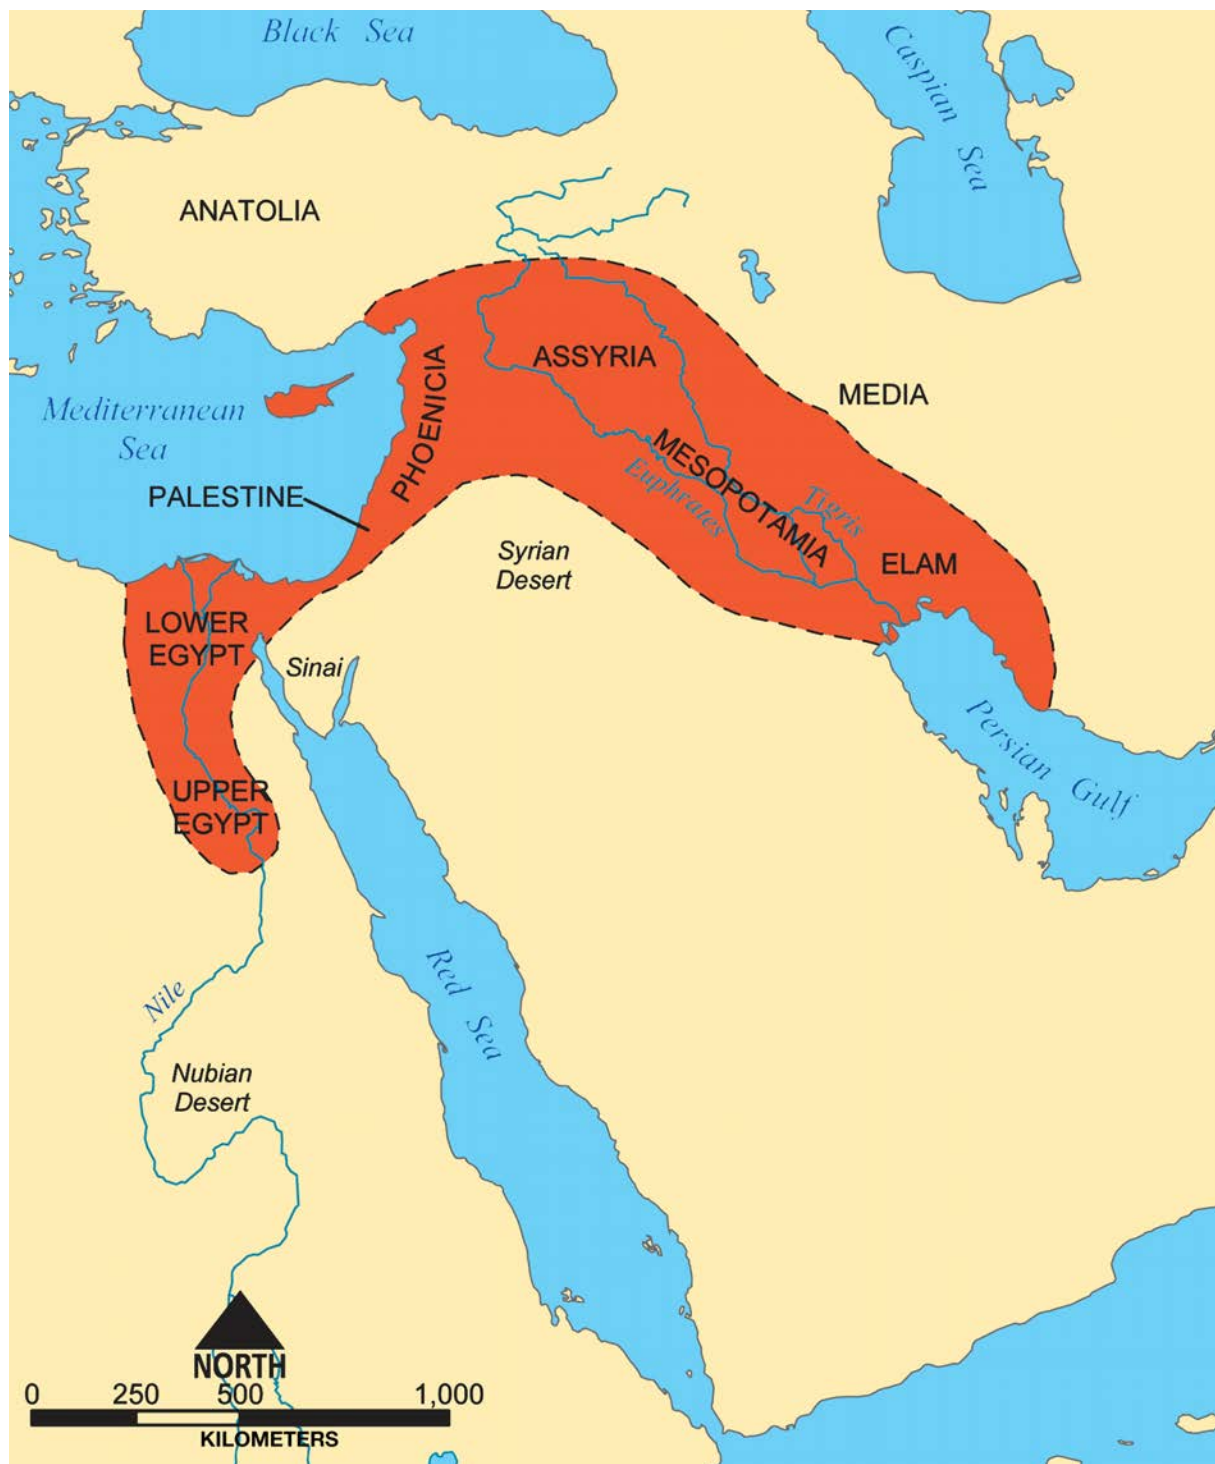 Black Sea
Caspian Sea
ANATOLIA
ASSYRIA
MEDIA
PHOENICIA
Mediterranean
Sea
MESOPOTAMIA
Euphrates
Tigris
PALESTINE
Syrian
Desert
ELAM
LOWER
EGYPT
Sinai
Persian Gulf
UPPER
EGYPT
Red Sea
Nile
Nubian
Desert
NORTH
0 250 500 1,000
KILOMETERS